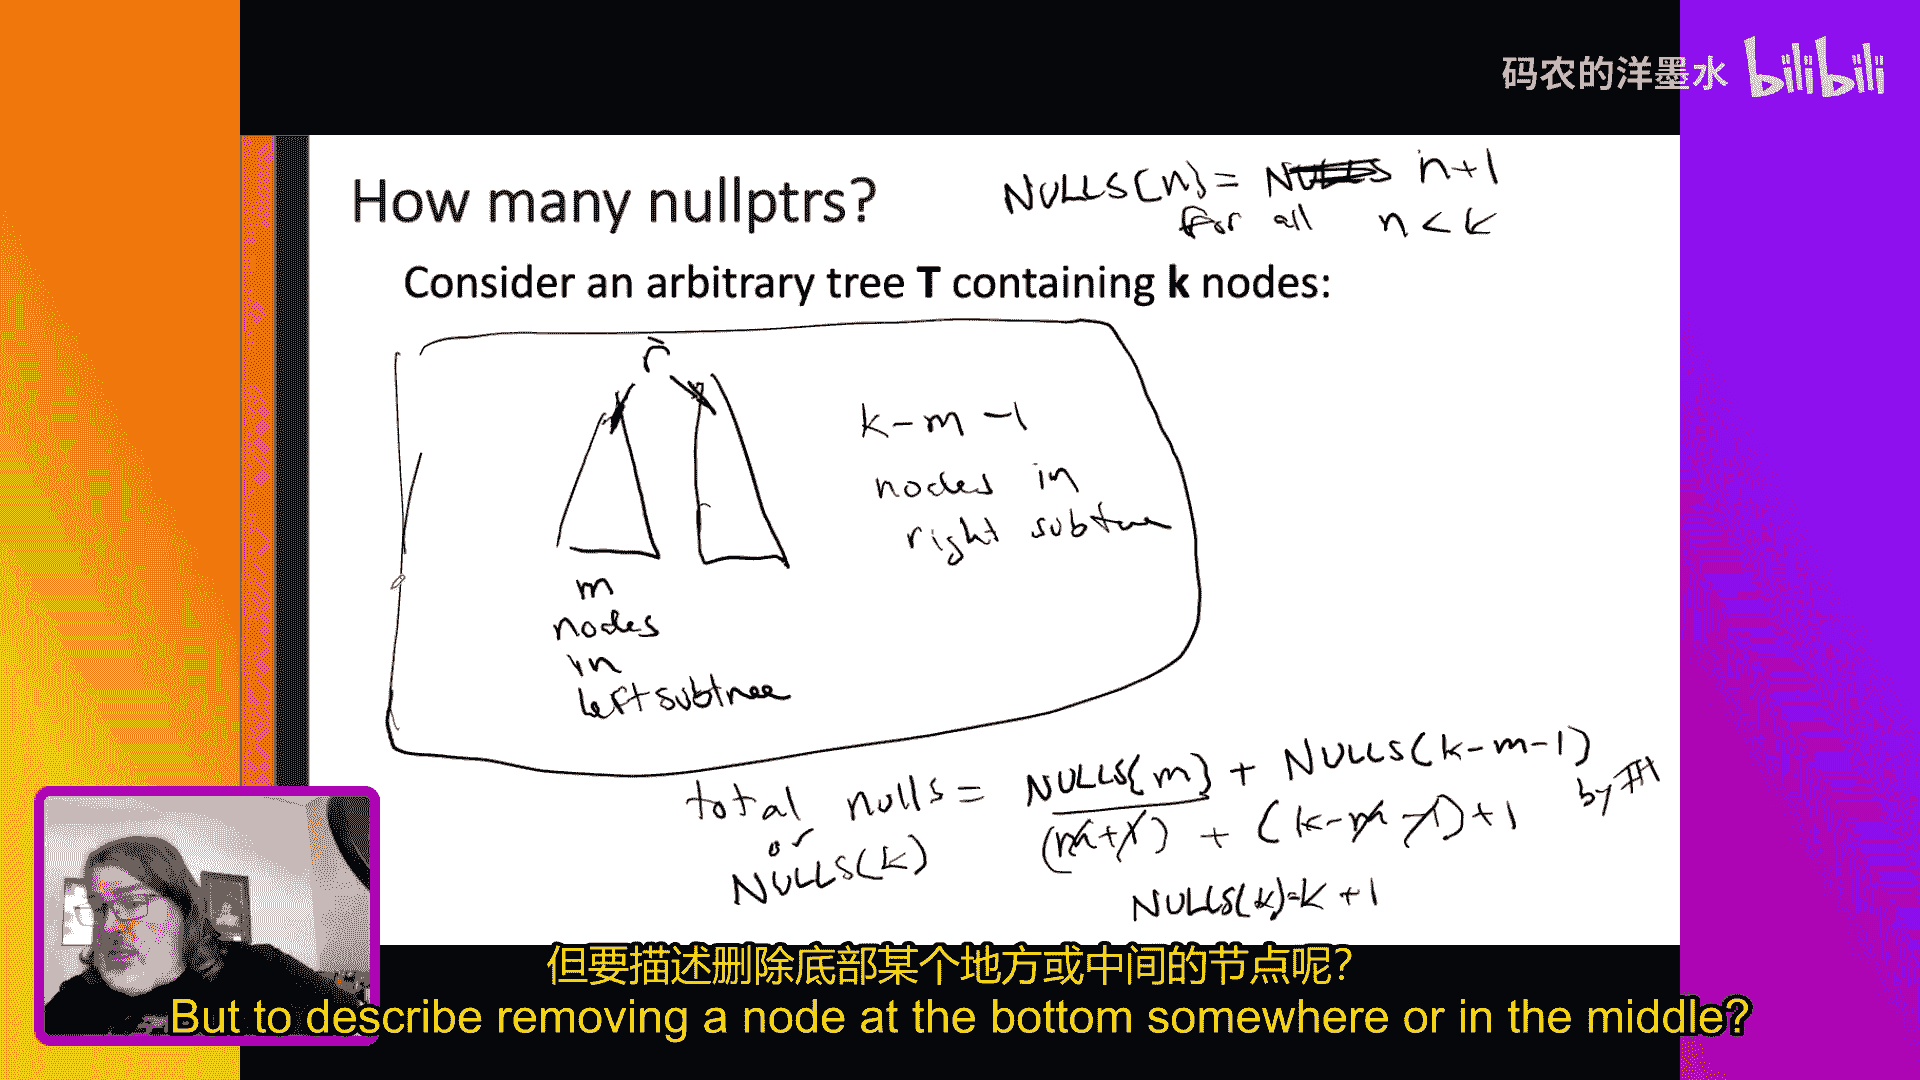 码农的洋墨水 bilibili
How many nullptrs?
NULLS(n) = n+1
for all n < k
Consider an arbitrary tree T containing k nodes:
r
k-m-1
nodes in
right subtree
m
nodes
in
left subtree
total nulls = NULLS(m) + NULLS(k-m-1)
by IH
or
(m+1) + (k-m-1)+1
NULLS(k)
NULLS(k)=k+1
但要描述删除底部某个地方或中间的节点呢?
But to describe removing a node at the bottom somewhere or in the middle?